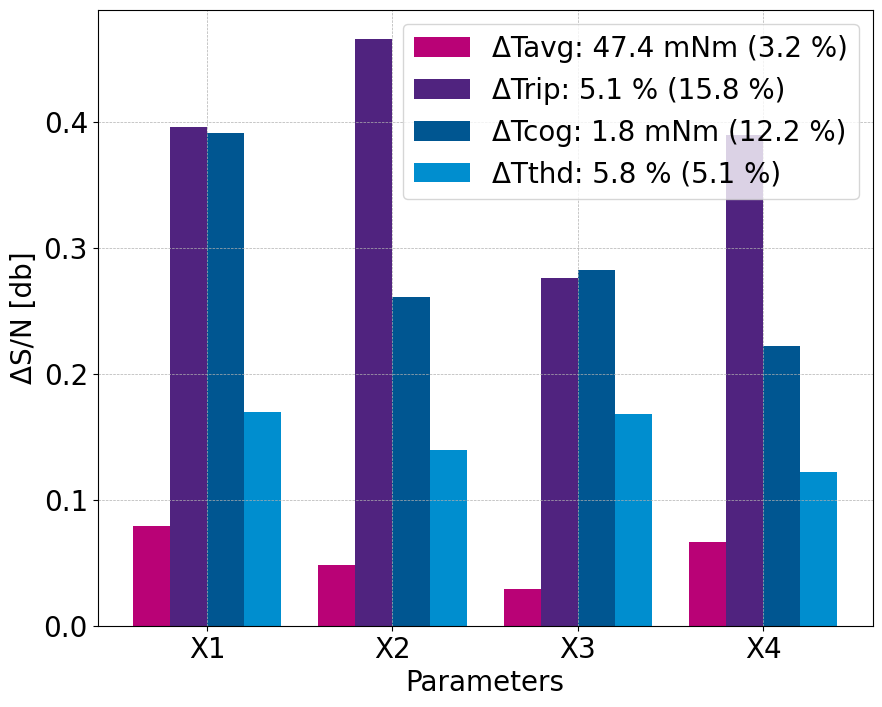 ΔTavg: 47.4 mNm (3.2 %)
ΔTrip: 5.1 % (15.8 %)
ΔTcog: 1.8 mNm (12.2 %)
ΔTthd: 5.8 % (5.1 %)
ΔS/N [db]
0.4
0.3
0.2
0.1
0.0
X1 X2 X3 X4
Parameters